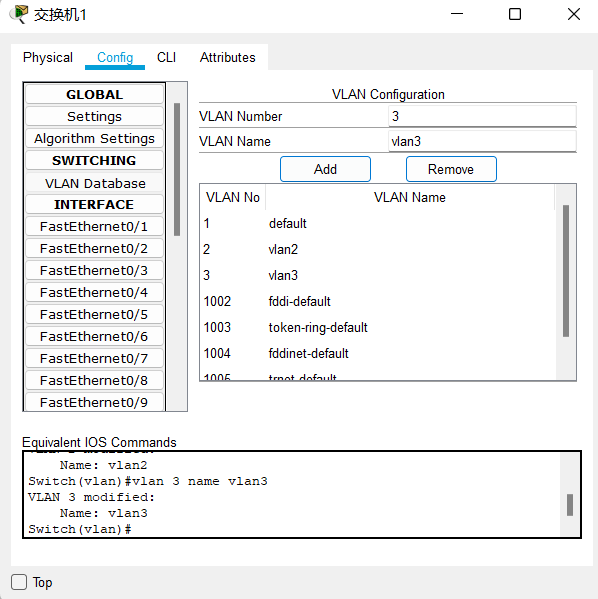 交换机1
Physical Config CLI Attributes
GLOBAL
Settings
Algorithm Settings
SWITCHING
VLAN Database
INTERFACE
FastEthernet0/1
FastEthernet0/2
FastEthernet0/3
FastEthernet0/4
FastEthernet0/5
FastEthernet0/6
FastEthernet0/7
FastEthernet0/8
FastEthernet0/9
VLAN Configuration
VLAN Number 3
VLAN Name vlan3
Add Remove
VLAN No VLAN Name
1 default
2 vlan2
3 vlan3
1002 fddi-default
1003 token-ring-default
1004 fddinet-default
1005 trnet-default
Equivalent IOS Commands
Name: vlan2
Switch(vlan)#vlan 3 name vlan3
VLAN 3 modified:
Name: vlan3
Switch(vlan)#
Top